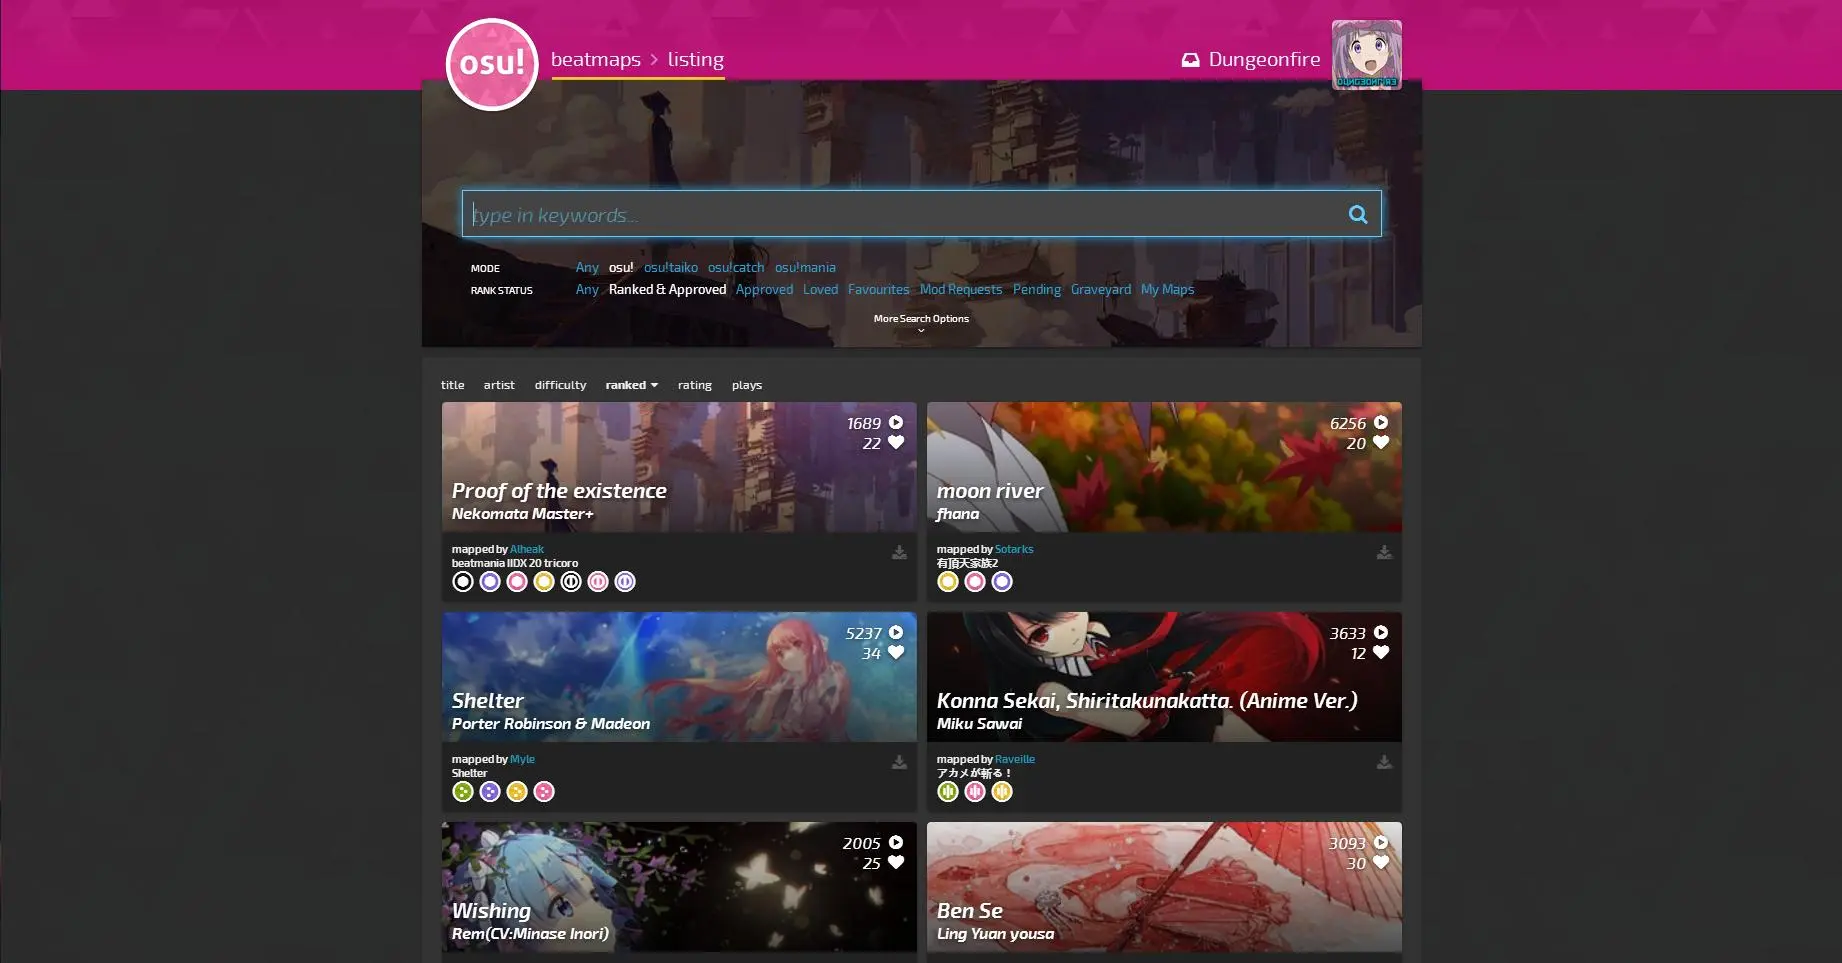 osu!
beatmaps > listing
Dungeonfire
type in keywords...
MODE Any osu! osu!taiko osu!catch osu!mania
RANK STATUS Any Ranked & Approved Approved Loved Favourites Mod Requests Pending Graveyard My Maps
More Search Options
title artist difficulty ranked rating plays
1689
22
Proof of the existence
Nekomata Master+
mapped by Alheak
beatmania IIDX 20 tricoro
6256
20
moon river
fhana
mapped by Sotarks
有頂天家族2
5237
34
Shelter
Porter Robinson & Madeon
mapped by Myle
Shelter
3633
12
Konna Sekai, Shiritakunakatta. (Anime Ver.)
Miku Sawai
mapped by Raveille
アカメが斬る！
2005
25
Wishing
Rem(CV:Minase Inori)
3093
30
Ben Se
Ling Yuan yousa